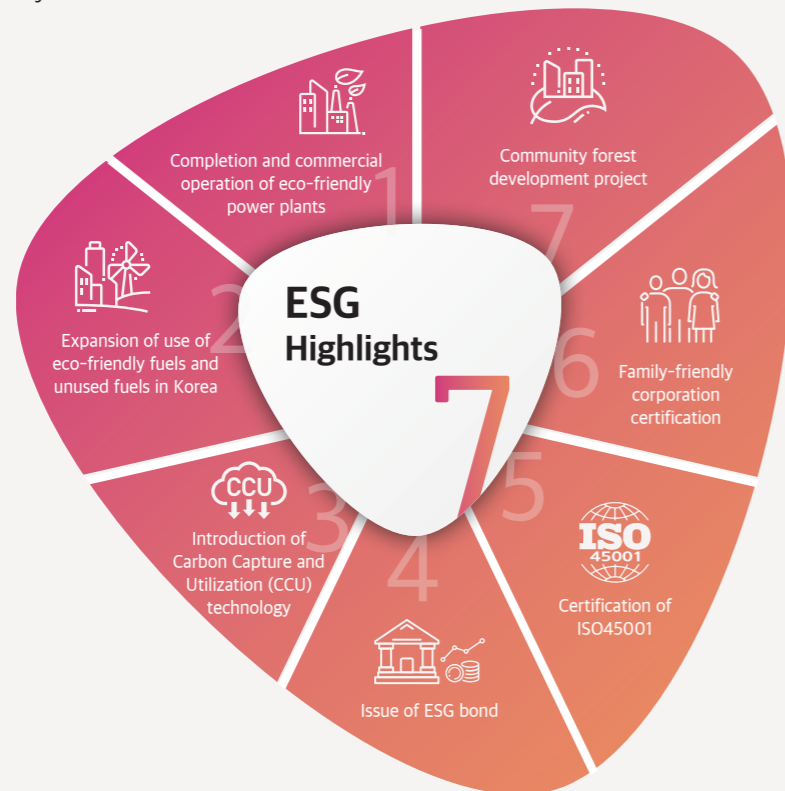 ESG
Highlights
7
1
Completion and commercial
operation of eco-friendly
power plants
2
Expansion of use of
eco-friendly fuels and
unused fuels in Korea
3
CCU
Introduction of
Carbon Capture and
Utilization (CCU)
technology
4
Issue of ESG bond
5
ISO
45001
Certification of
ISO45001
6
Family-friendly
corporation
certification
7
Community forest
development project